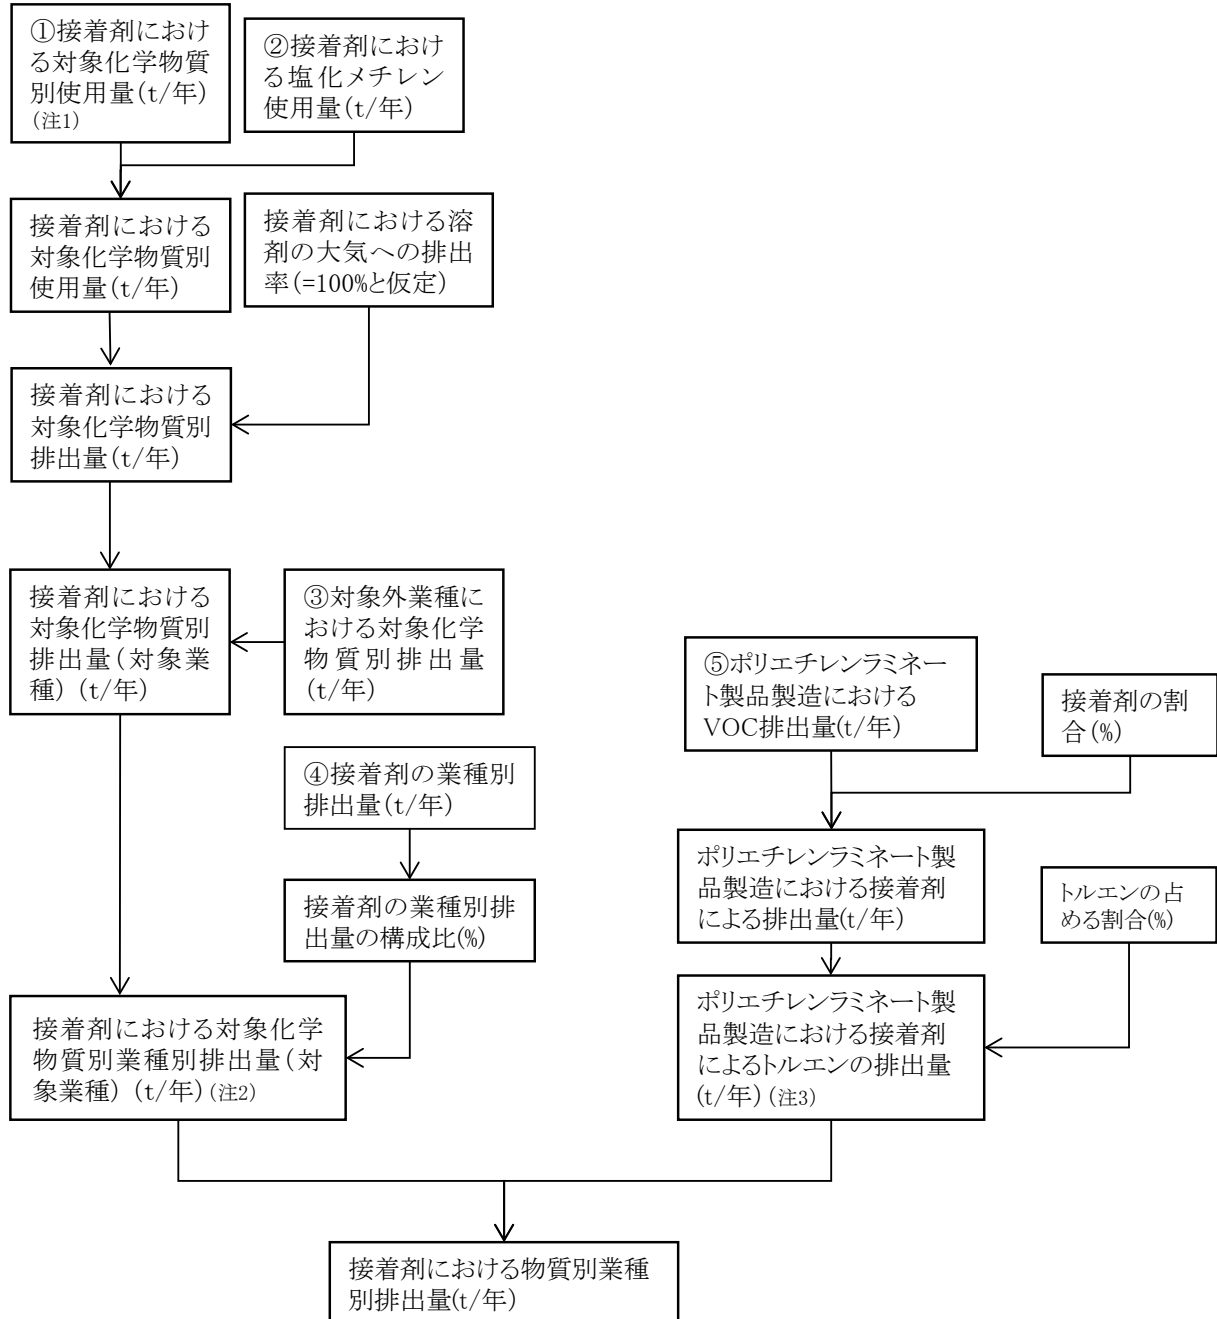 ①接着剤におけ
る対象化学物質
別使用量(t/年)
(注1)
②接着剤におけ
る塩化メチレン
使用量(t/年)
接着剤における
対象化学物質別
使用量(t/年)
接着剤における溶
剤の大気への排出
率(=100%と仮定)
接着剤における
対象化学物質別
排出量(t/年)
接着剤における
対象化学物質別
排出量(対象業
種) (t/年)
③対象外業種に
おける対象化学
物質別排出量
(t/年)
④接着剤の業種別
排出量(t/年)
接着剤の業種別排
出量の構成比(%)
接着剤における対象化学
物質別業種別排出量(対
象業種) (t/年)(注2)
⑤ポリエチレンラミネー
ト製品製造における
VOC排出量(t/年)
接着剤の割
合(%)
ポリエチレンラミネート製
品製造における接着剤
による排出量(t/年)
トルエンの占
める割合(%)
ポリエチレンラミネート製
品製造における接着剤
によるトルエンの排出量
(t/年)(注3)
接着剤における物質別業種
別排出量(t/年)